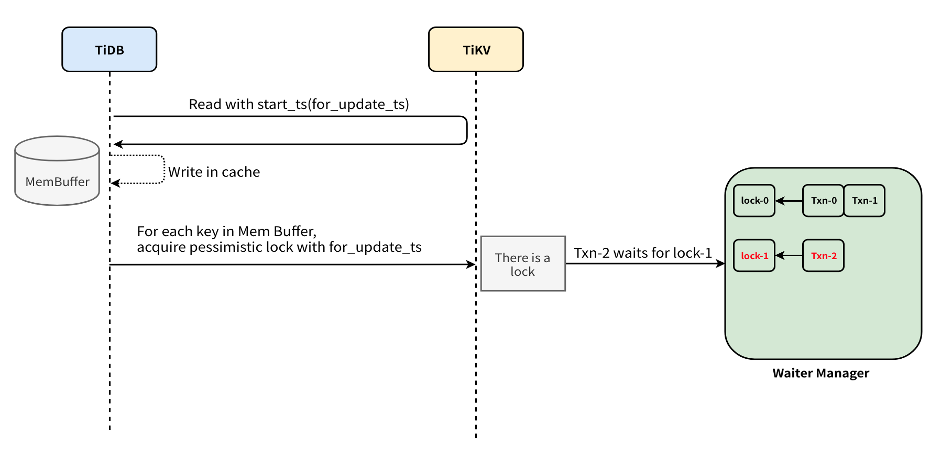 TiDB
TiKV
Read with start_ts(for_update_ts)
MemBuffer
Write in cache
For each key in Mem Buffer,
acquire pessimistic lock with for_update_ts
There is a
lock
Txn-2 waits for lock-1
lock-0
Txn-0
Txn-1
lock-1
Txn-2
Waiter Manager